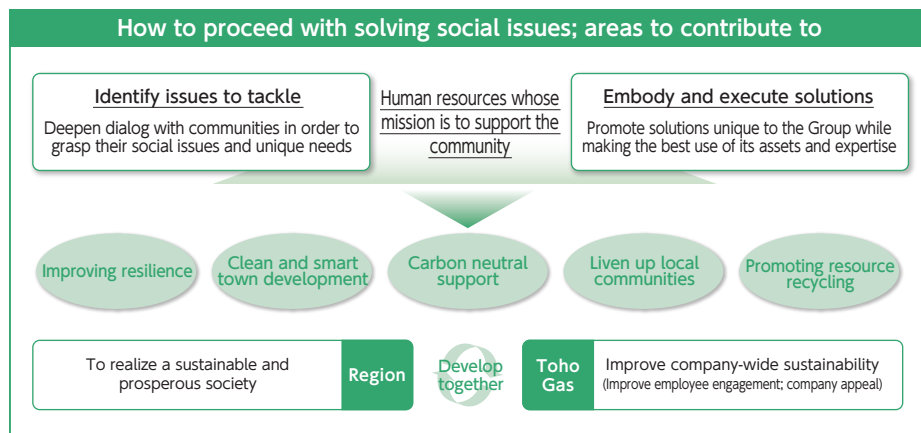 How to proceed with solving social issues; areas to contribute to
Identify issues to tackle
Deepen dialog with communities in order to
grasp their social issues and unique needs
Human resources whose
mission is to support the
community
Embody and execute solutions
Promote solutions unique to the Group while
making the best use of its assets and expertise
Improving resilience
Clean and smart
town development
Carbon neutral
support
Liven up local
communities
Promoting resource
recycling
To realize a sustainable and
prosperous society
Region
Develop
together
Toho
Gas
Improve company-wide sustainability
(Improve employee engagement; company appeal)